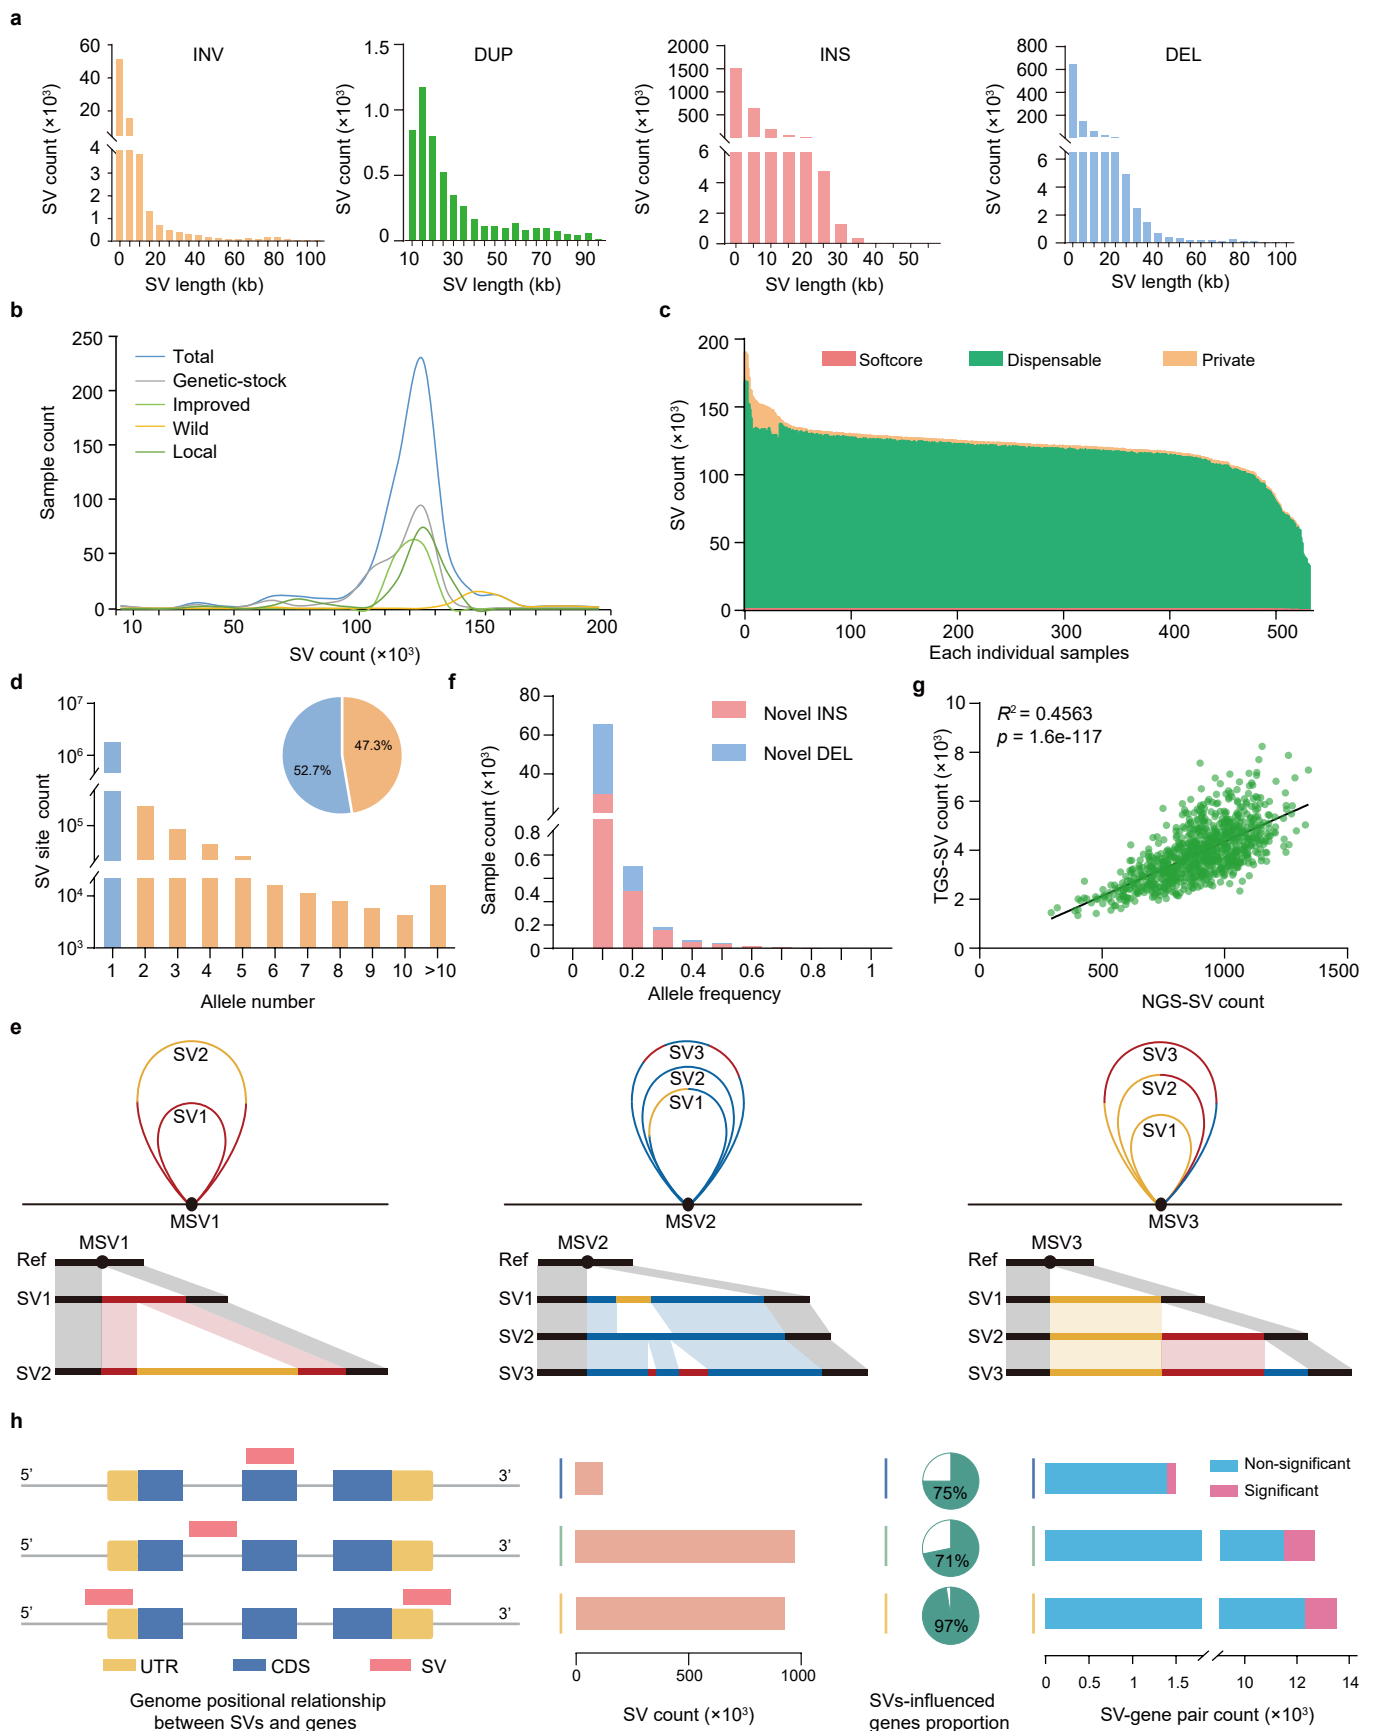 a
INV
DUP
INS
DEL
SV count (×10³)
60
40
20
4
3
2
1
0
0 20 40 60 80 100
SV length (kb)
SV count (×10³)
1.5
1.0
0.5
0
10 30 50 70 90
SV length (kb)
SV count (×10³)
2000
1500
500
6
4
2
0
0 10 20 30 40 50
SV length (kb)
SV count (×10³)
800
600
400
200
6
4
2
0
0 20 40 60 80 100
SV length (kb)
b
Sample count
250
200
150
100
50
0
Total
Genetic-stock
Improved
Wild
Local
10 50 100 150 200
SV count (×10³)
c
SV count (×10³)
200
150
100
50
0
Softcore
Dispensable
Private
0 100 200 300 400 500
Each individual samples
d
SV site count
10⁷
10⁶
10⁵
10⁴
10³
52.7%
47.3%
1 2 3 4 5 6 7 8 9 10 >10
Allele number
f
Sample count (×10³)
80
60
40
20
0.8
0.6
0.4
0.2
0
Novel INS
Novel DEL
0 0.2 0.4 0.6 0.8 1
Allele frequency
g
TGS-SV count (×10³)
10
8
6
4
2
0
R² = 0.4563
p = 1.6e-117
0 500 1000 1500
NGS-SV count
e
SV2
SV1
MSV1
MSV1
Ref
SV1
SV2
SV3
SV2
SV1
MSV2
MSV2
Ref
SV1
SV2
SV3
SV3
SV2
SV1
MSV3
MSV3
Ref
SV1
SV2
SV3
h
5’ 3’
5’ 3’
5’ 3’
UTR
CDS
SV
Genome positional relationship
between SVs and genes
0 500 1000
SV count (×10³)
75%
71%
97%
SVs-influenced
genes proportion
Non-significant
Significant
0 0.5 1 1.5 10 12 14
SV-gene pair count (×10³)